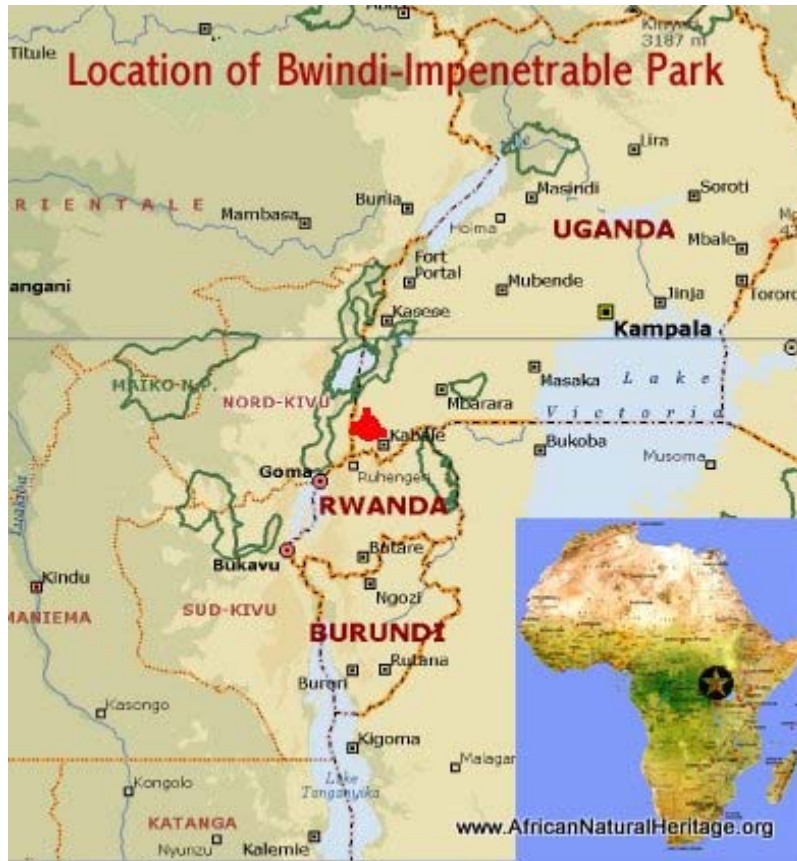 Titule
3187 m
Location of Bwindi-Impenetrable Park
Lira
Masindi
Soroti
RIENTALE
Mambasa
Bunia
Hoima
UGANDA
Mbale
Fort
Portal
angani
Mubende
Jinja
Tororo
Kasese
Kampala
MAIKO N.P.
NORD-KIVU
Masaka
Lake
Mbarara
Victoria
Kabale
Bukoba
Musoma
Goma
Ruhengeri
RWANDA
Butare
Bukavu
Kindu
Ngozi
MANIEMA
SUD-KIVU
BURUNDI
Bururi
Rutana
Kasongo
Kigoma
Malagar
Kongolo
Lake
Tanganyika
KATANGA
www.AfricanNaturalHeritage.org
Nyunzu
Kalemie